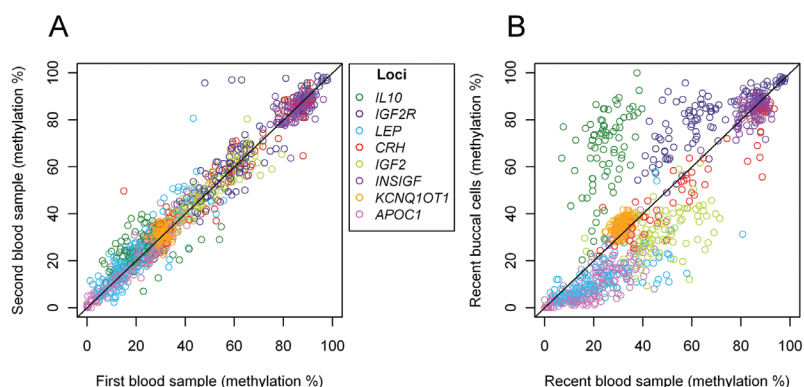 A
Second blood sample (methylation %)
100
80
60
40
20
0
0 20 40 60 80 100
First blood sample (methylation %)
Loci
IL10
IGF2R
LEP
CRH
IGF2
INSIGF
KCNQ1OT1
APOC1
B
Recent buccal cells (methylation %)
100
80
60
40
20
0
0 20 40 60 80 100
Recent blood sample (methylation %)